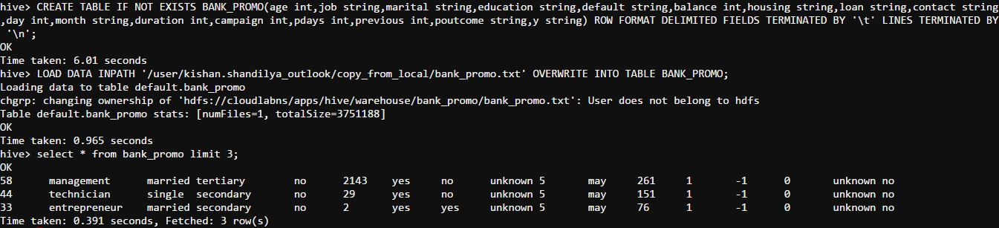 hive> CREATE TABLE IF NOT EXISTS BANK_PROMO(age int,job string,marital string,education string,default string,balance int,housing string,loan string,contact string
,day int,month string,duration int,campaign int,pdays int,previous int,poutcome string,y string) ROW FORMAT DELIMITED FIELDS TERMINATED BY '\t' LINES TERMINATED BY
'\n';
OK
Time taken: 6.01 seconds
hive> LOAD DATA INPATH '/user/kishan.shandilya_outlook/copy_from_local/bank_promo.txt' OVERWRITE INTO TABLE BANK_PROMO;
Loading data to table default.bank_promo
chgrp: changing ownership of 'hdfs://cloudlabns/apps/hive/warehouse/bank_promo/bank_promo.txt': User does not belong to hdfs
Table default.bank_promo stats: [numFiles=1, totalSize=3751188]
OK
Time taken: 0.965 seconds
hive> select * from bank_promo limit 3;
OK
58 management married tertiary no 2143 yes no unknown 5 may 261 1 -1 0 unknown no
44 technician single secondary no 29 yes no unknown 5 may 151 1 -1 0 unknown no
33 entrepreneur married secondary no 2 yes yes unknown 5 may 76 1 -1 0 unknown no
Time taken: 0.391 seconds, Fetched: 3 row(s)